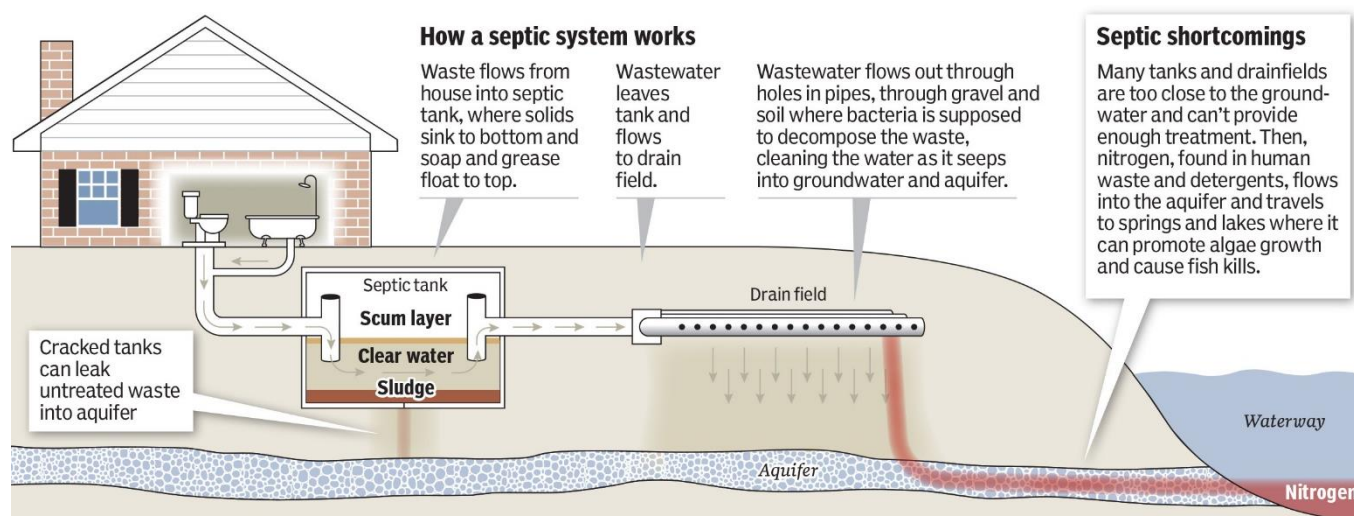 How a septic system works
Waste flows from
house into septic
tank, where solids
sink to bottom and
soap and grease
float to top.
Wastewater
leaves
tank and
flows
to drain
field.
Wastewater flows out through
holes in pipes, through gravel and
soil where bacteria is supposed
to decompose the waste,
cleaning the water as it seeps
into groundwater and aquifer.
Septic shortcomings
Many tanks and drainfields
are too close to the ground-
water and can’t provide
enough treatment. Then,
nitrogen, found in human
waste and detergents, flows
into the aquifer and travels
to springs and lakes where it
can promote algae growth
and cause fish kills.
Septic tank
Scum layer
Clear water
Sludge
Drain field
Cracked tanks
can leak
untreated waste
into aquifer
Aquifer
Waterway
Nitrogen